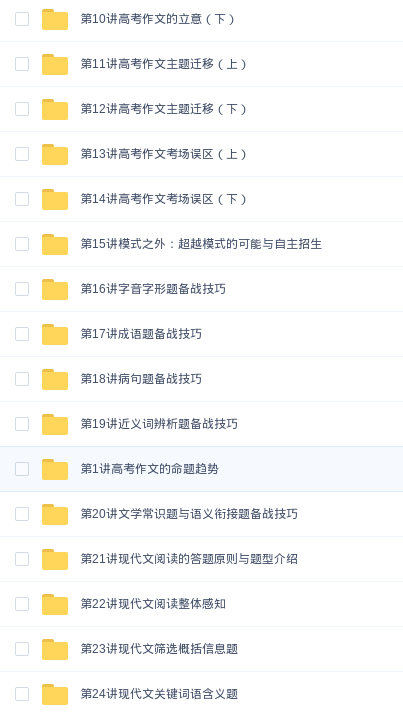 第10讲高考作文的立意（下）
第11讲高考作文主题迁移（上）
第12讲高考作文主题迁移（下）
第13讲高考作文考场误区（上）
第14讲高考作文考场误区（下）
第15讲模式之外：超越模式的可能与自主招生
第16讲字音字形题备战技巧
第17讲成语题备战技巧
第18讲病句题备战技巧
第19讲近义词辨析题备战技巧
第1讲高考作文的命题趋势
第20讲文学常识题与语义衔接题备战技巧
第21讲现代文阅读的答题原则与题型介绍
第22讲现代文阅读整体感知
第23讲现代文筛选概括信息题
第24讲现代文关键词语含义题